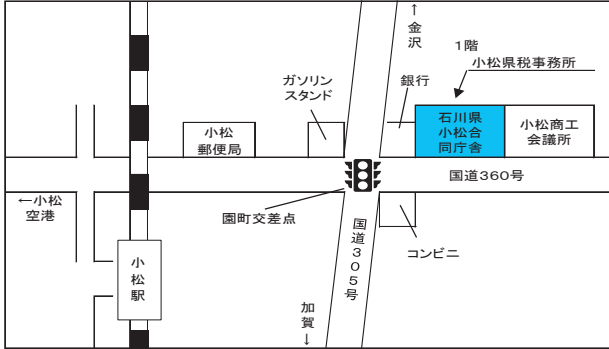 ↑
金
沢
1階
小松県税事務所
ガソリン
スタンド
銀行
石川県
小松合
同庁舎
小松商工
会議所
小松
郵便局
国道360号
←小松
空港
園町交差点
国
道
3
0
5
号
コンビニ
小
松
駅
加
賀
↓